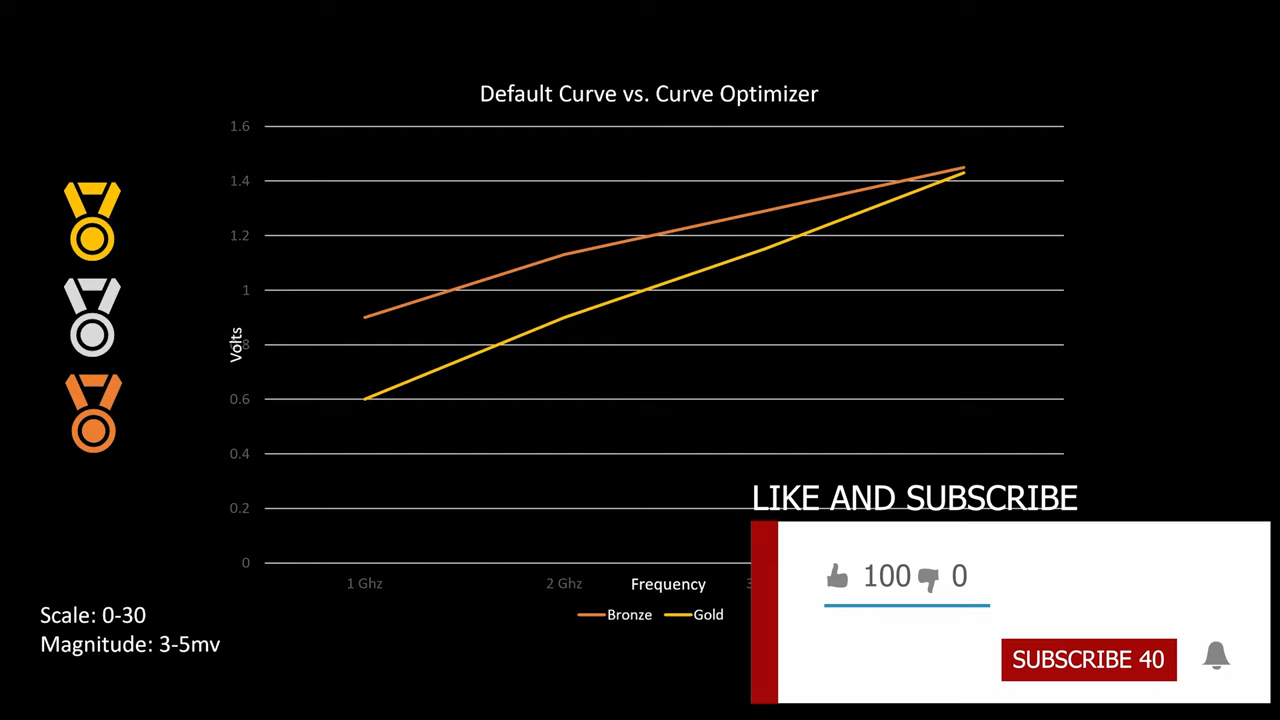 Default Curve vs. Curve Optimizer
1.6
1.4
1.2
1
Volts
0.6
0.4
0.2
0
1 Ghz
2 Ghz
Frequency
Bronze
Gold
Scale: 0-30
Magnitude: 3-5mv
LIKE AND SUBSCRIBE
100
0
SUBSCRIBE 40